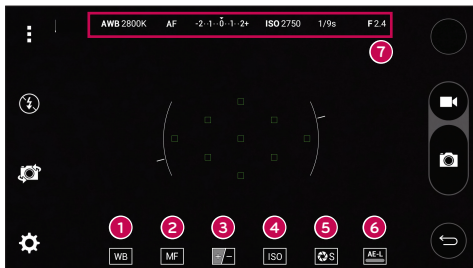 AWB 2800K AF -2··1··0··1··2+ ISO 2750 1/9s F 2.4
7
1 2 3 4 5 6
WB MF +/- ISO S AE-L